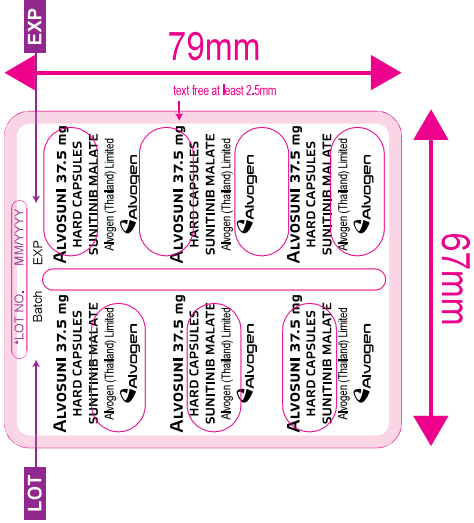 EXP
79mm
text free at least 2.5mm
67mm
*LOT NO. MM/YYYY
Batch EXP
LOT
ALVOSUNI 37.5 mg
HARD CAPSULES
SUNITINIB MALATE
Alvogen (Thailand) Limited
Alvogen
ALVOSUNI 37.5 mg
HARD CAPSULES
SUNITINIB MALATE
Alvogen (Thailand) Limited
Alvogen
ALVOSUNI 37.5 mg
HARD CAPSULES
SUNITINIB MALATE
Alvogen (Thailand) Limited
Alvogen
ALVOSUNI 37.5 mg
HARD CAPSULES
SUNITINIB MALATE
Alvogen (Thailand) Limited
Alvogen
ALVOSUNI 37.5 mg
HARD CAPSULES
SUNITINIB MALATE
Alvogen (Thailand) Limited
Alvogen
ALVOSUNI 37.5 mg
HARD CAPSULES
SUNITINIB MALATE
Alvogen (Thailand) Limited
Alvogen